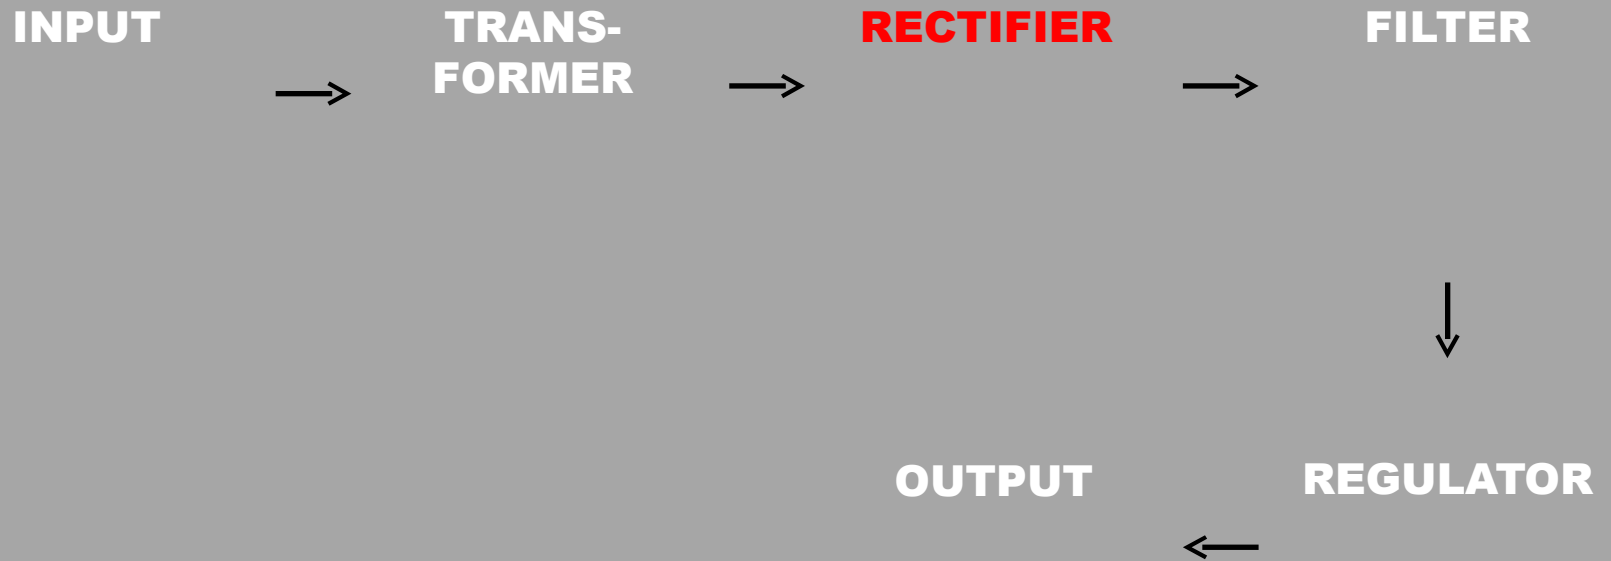 INPUT
TRANS-
FORMER
RECTIFIER
FILTER
REGULATOR
OUTPUT